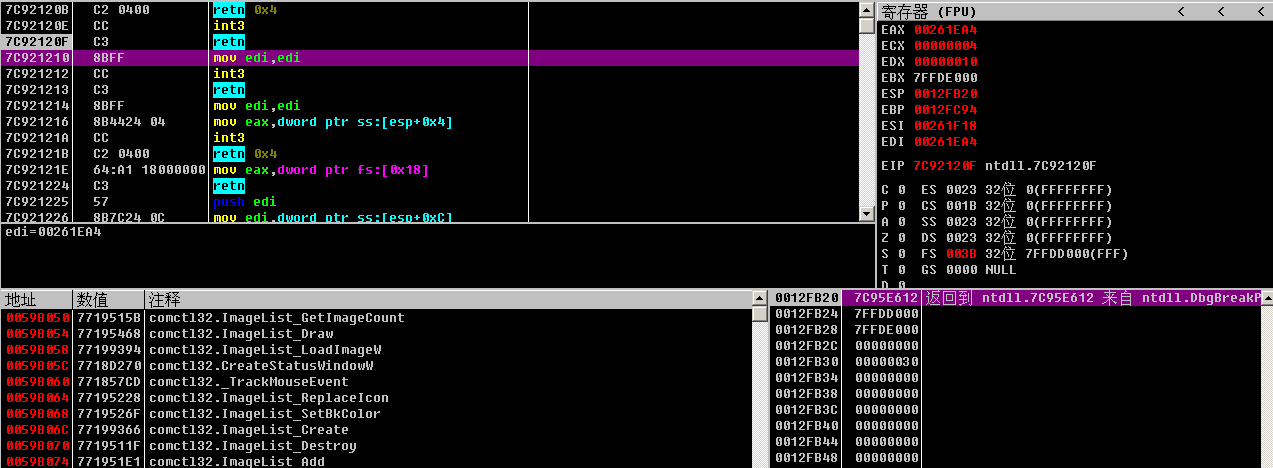 7C92120B C2 0400 retn 0x4
7C92120E CC int3
7C92120F C3 retn
7C921210 8BFF mov edi,edi
7C921212 CC int3
7C921213 C3 retn
7C921214 8BFF mov edi,edi
7C921216 8B4424 04 mov eax,dword ptr ss:[esp+0x4]
7C92121A CC int3
7C92121B C2 0400 retn 0x4
7C92121E 64:A1 18000000 mov eax,dword ptr fs:[0x18]
7C921224 C3 retn
7C921225 57 push edi
7C921226 8B7C24 0C mov edi,dword ptr ss:[esp+0xC]
edi=00261EA4
寄存器 (FPU) < < <
EAX 00261EA4
ECX 00000004
EDX 00000010
EBX 7FFDE000
ESP 0012FB20
EBP 0012FC94
ESI 00261F18
EDI 00261EA4
EIP 7C92120F ntdll.7C92120F
C 0 ES 0023 32位 0(FFFFFFFF)
P 0 CS 001B 32位 0(FFFFFFFF)
A 0 SS 0023 32位 0(FFFFFFFF)
Z 0 DS 0023 32位 0(FFFFFFFF)
S 0 FS 003B 32位 7FFDD000(FFF)
T 0 GS 0000 NULL
D 0
地址 数值 注释
0059B050 7719515B comctl32.ImageList_GetImageCount
0059B054 77195468 comctl32.ImageList_Draw
0059B058 77199394 comctl32.ImageList_LoadImageW
0059B05C 7718D270 comctl32.CreateStatusWindowW
0059B060 771857CD comctl32._TrackMouseEvent
0059B064 77195228 comctl32.ImageList_ReplaceIcon
0059B068 7719526F comctl32.ImageList_SetBkColor
0059B06C 77199366 comctl32.ImageList_Create
0059B070 7719511F comctl32.ImageList_Destroy
0059B074 771951E1 comctl32.ImageList_Add
0012FB20 7C95E612 返回到 ntdll.7C95E612 来自 ntdll.DbgBreakP
0012FB24 7FFDD000
0012FB28 7FFDE000
0012FB2C 00000000
0012FB30 00000030
0012FB34 00000000
0012FB38 00000000
0012FB3C 00000000
0012FB40 00000000
0012FB44 00000000
0012FB48 00000000